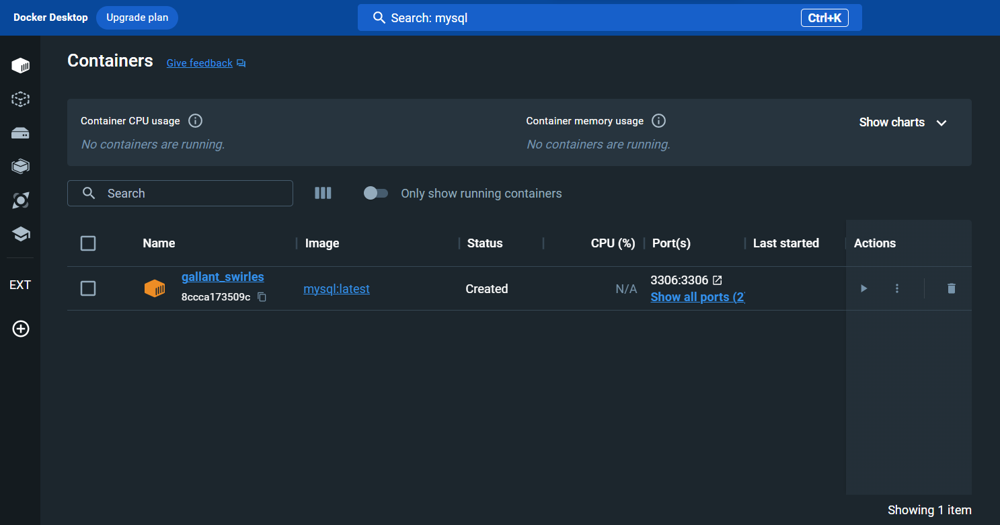 Docker Desktop Upgrade plan Search: mysql Ctrl+K
Containers Give feedback
Container CPU usage Container memory usage Show charts
No containers are running. No containers are running.
Search Only show running containers
Name Image Status CPU (%) Port(s) Last started Actions
gallant_swirles 3306:3306
mysql:latest Created N/A
8ccca173509c Show all ports (2
EXT
Showing 1 item